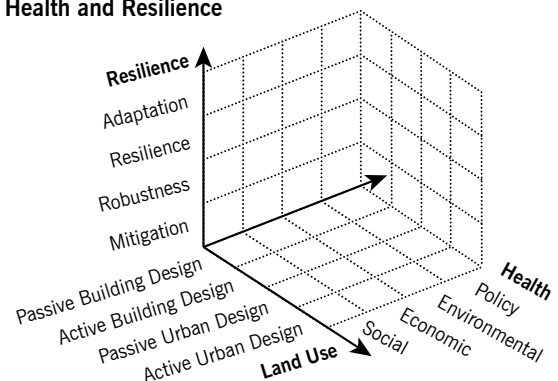 Health and Resilience
Resilience
Adaptation
Resilience
Robustness
Mitigation
Passive Building Design
Active Building Design
Passive Urban Design
Active Urban Design
Land Use
Social
Economic
Environmental
Policy
Health